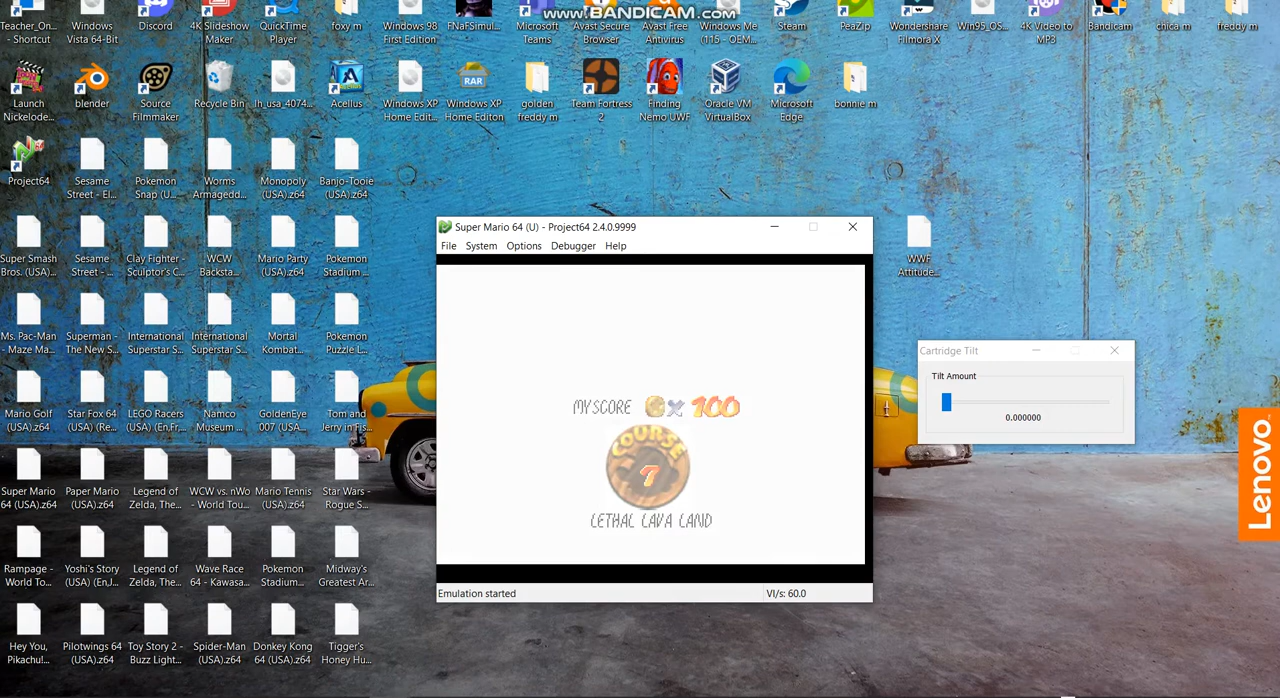 www.BANDICAM.com
Teacher_On...
- Shortcut
Windows
Vista 64-Bit
Discord
4K Slideshow
Maker
QuickTime
Player
foxy m
Windows 98
First Edition
FNaFSimul...
Microsoft
Teams
Avast Secure
Browser
Avast Free
Antivirus
Windows Me
(115 - OEM...
Steam
PeaZip
Wondershare
Filmora X
Win95_OS...
4K Video to
MP3
Bandicam
chica m
freddy m
Launch
Nickelode...
blender
Source
Filmmaker
Recycle Bin
lh_usa_4074...
Acellus
Windows XP
Home Edit...
RAR
Windows XP
Home Editon
golden
freddy m
Team Fortress
2
Finding
Nemo UWF
Oracle VM
VirtualBox
Microsoft
Edge
bonnie m
Project64
Sesame
Street - El...
Pokemon
Snap (U...
Worms
Armagedd...
Monopoly
(USA).z64
Banjo-Tooie
(USA).z64
Super Smash
Bros. (USA)...
Sesame
Street - ...
Clay Fighter -
Sculptor's C...
WCW
Backsta...
Mario Party
(USA).z64
Pokemon
Stadium ...
WWF
Attitude...
Ms. Pac-Man
- Maze Ma...
Superman -
The New S...
International
Superstar S...
International
Superstar S...
Mortal
Kombat...
Pokemon
Puzzle L...
Mario Golf
(USA).z64
Star Fox 64
(USA) (Re...
LEGO Racers
(USA) (En,Fr,...
Namco
Museum ...
GoldenEye
007 (USA...
Tom and
Jerry in Fis...
Super Mario
64 (USA).z64
Paper Mario
(USA).z64
Legend of
Zelda, The...
WCW vs. nWo
- World Tou...
Mario Tennis
(USA).z64
Star Wars -
Rogue S...
Rampage -
World To...
Yoshi's Story
(USA) (En,J...
Legend of
Zelda, The...
Wave Race
64 - Kawasa...
Pokemon
Stadium...
Midway's
Greatest Ar...
Hey You,
Pikachu!...
Pilotwings 64
(USA).z64
Toy Story 2 -
Buzz Light...
Spider-Man
(USA).z64
Donkey Kong
64 (USA).z64
Tigger's
Honey Hu...
Super Mario 64 (U) - Project64 2.4.0.9999
File System Options Debugger Help
MY SCORE x 100
COURSE
7
LETHAL LAVA LAND
Emulation started VI/s: 60.0
Cartridge Tilt
Tilt Amount
0.000000
Lenovo